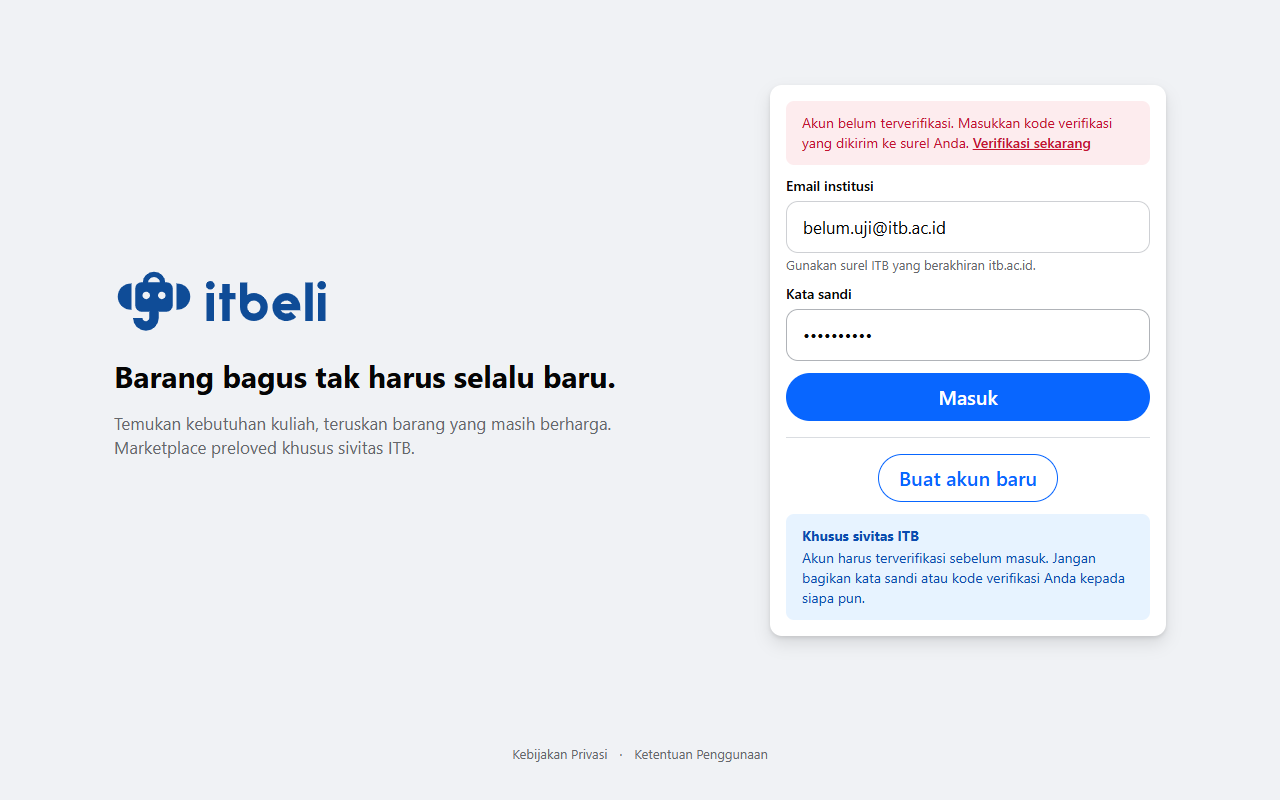 itbeli
Barang bagus tak harus selalu baru.
Temukan kebutuhan kuliah, teruskan barang yang masih berharga.
Marketplace preloved khusus sivitas ITB.
Akun belum terverifikasi. Masukkan kode verifikasi
yang dikirim ke surel Anda. Verifikasi sekarang
Email institusi
belum.uji@itb.ac.id
Gunakan surel ITB yang berakhiran itb.ac.id.
Kata sandi
••••••••••
Masuk
Buat akun baru
Khusus sivitas ITB
Akun harus terverifikasi sebelum masuk. Jangan
bagikan kata sandi atau kode verifikasi Anda kepada
siapa pun.
Kebijakan Privasi · Ketentuan Penggunaan